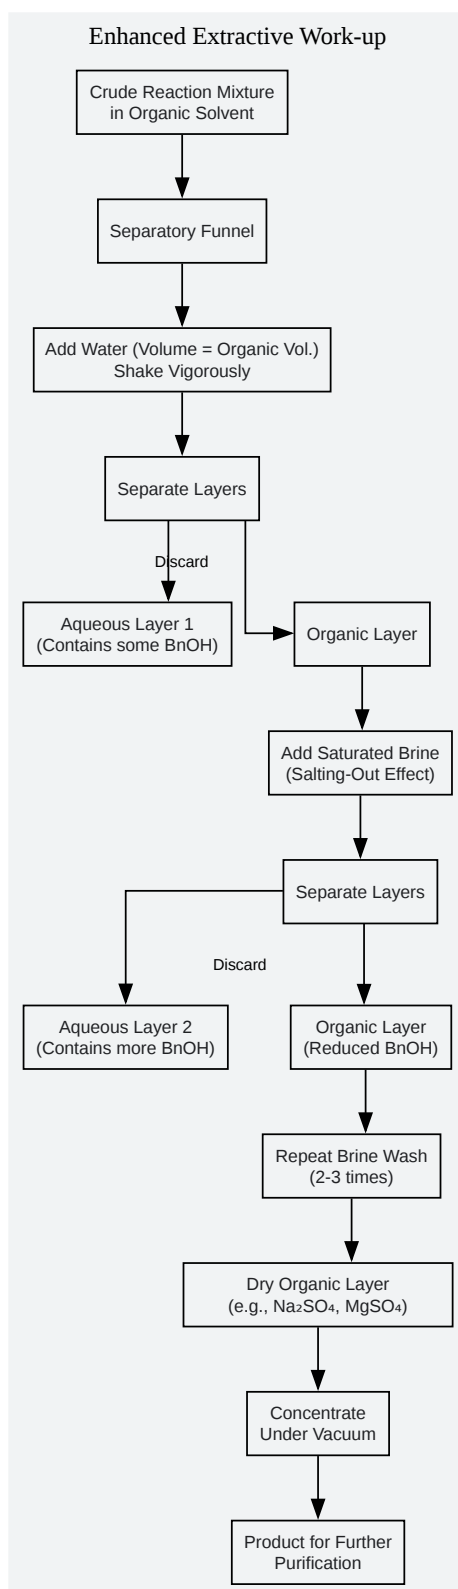 Enhanced Extractive Work-up
Crude Reaction Mixture
in Organic Solvent
Separatory Funnel
Add Water (Volume = Organic Vol.)
Shake Vigorously
Separate Layers
Discard
Aqueous Layer 1
(Contains some BnOH)
Organic Layer
Add Saturated Brine
(Salting-Out Effect)
Separate Layers
Discard
Aqueous Layer 2
(Contains more BnOH)
Organic Layer
(Reduced BnOH)
Repeat Brine Wash
(2-3 times)
Dry Organic Layer
(e.g., Na₂SO₄, MgSO₄)
Concentrate
Under Vacuum
Product for Further
Purification